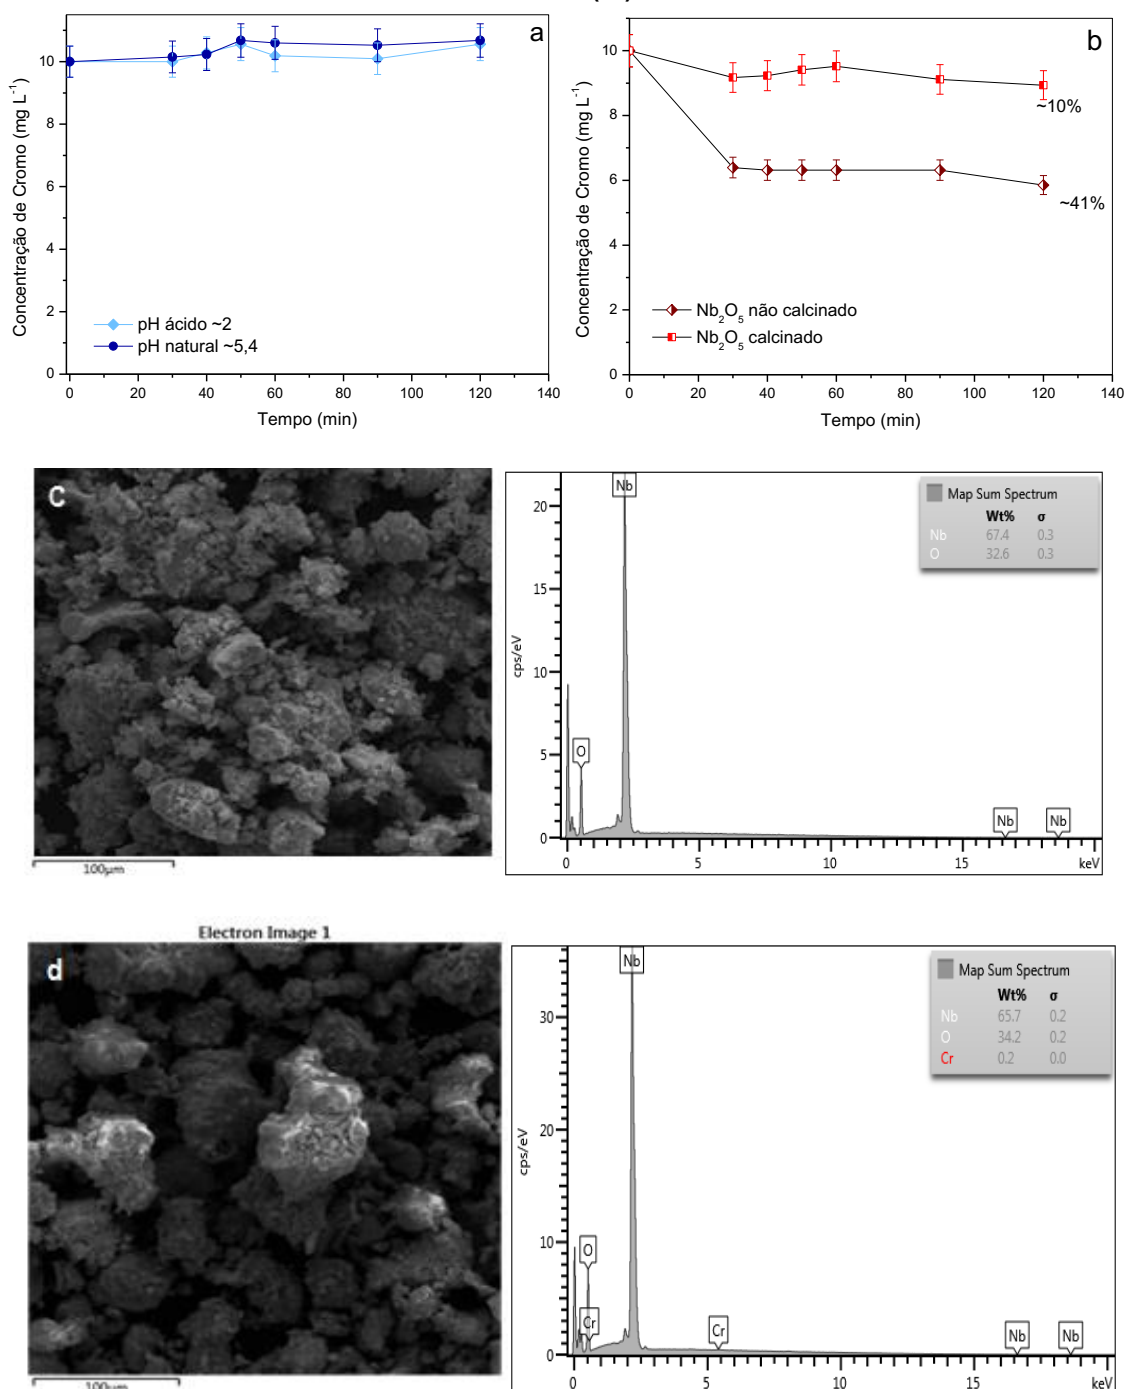 a
Concentração de Cromo (mg L⁻¹)
10
8
6
4
2
0
pH ácido ~2
pH natural ~5,4
0 20 40 60 80 100 120 140
Tempo (min)
b
Concentração de Cromo (mg L⁻¹)
10
8
6
4
2
0
~10%
~41%
Nb₂O₅ não calcinado
Nb₂O₅ calcinado
0 20 40 60 80 100 120 140
Tempo (min)
c
100µm
cps/eV
20
15
10
5
0
Nb
O
Nb Nb
0 5 10 15 keV
Map Sum Spectrum
Wt% σ
Nb 67.4 0.3
O 32.6 0.3
Electron Image 1
d
100µm
cps/eV
30
20
10
0
Nb
O
Cr
Cr
Nb Nb
0 5 10 15 keV
Map Sum Spectrum
Wt% σ
Nb 65.7 0.2
O 34.2 0.2
Cr 0.2 0.0